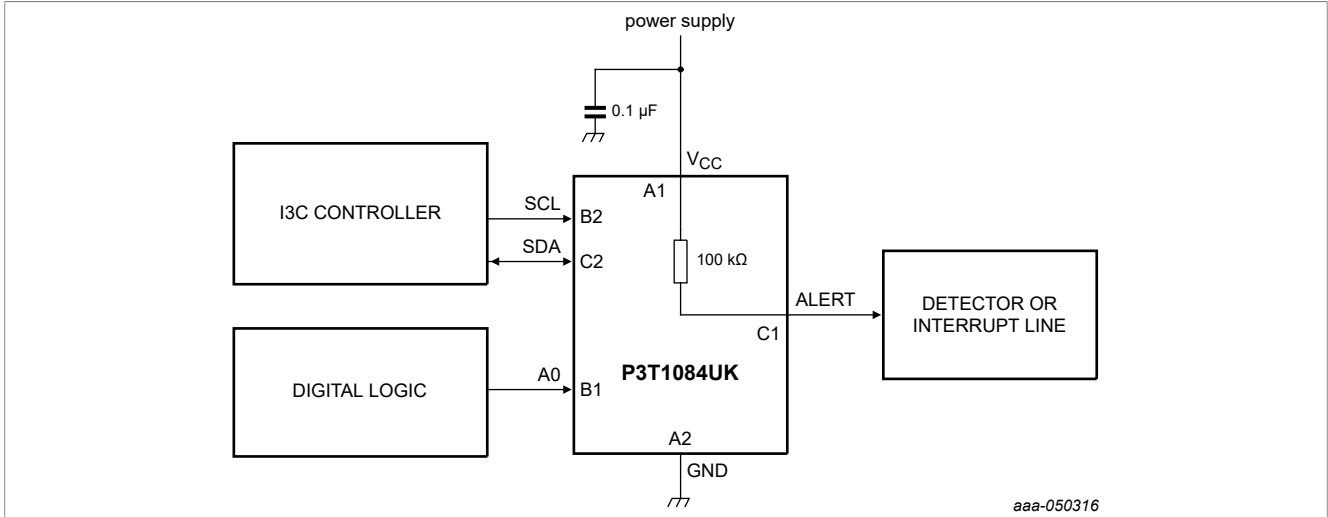 power supply
0.1 µF
VCC
A1
I3C CONTROLLER
SCL
B2
SDA
C2
100 kΩ
ALERT
C1
DETECTOR OR
INTERRUPT LINE
P3T1084UK
DIGITAL LOGIC
A0
B1
A2
GND
aaa-050316